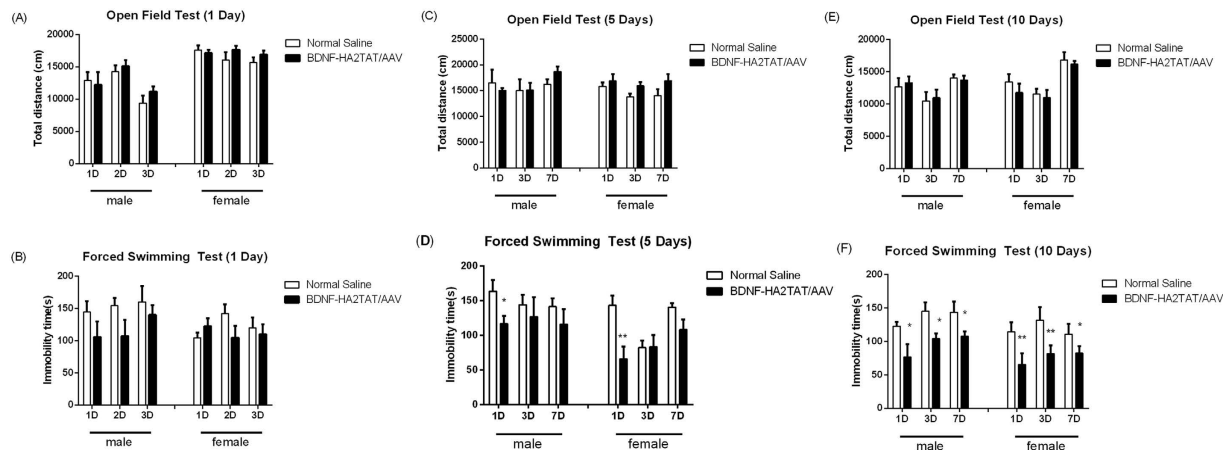 (A)
Open Field Test (1 Day)
Normal Saline
BDNF-HA2TAT/AAV
Total distance (cm)
20000
15000
10000
5000
0
1D 2D 3D 1D 2D 3D
male female
(C)
Open Field Test (5 Days)
Normal Saline
BDNF-HA2TAT/AAV
Total distance (cm)
25000
20000
15000
10000
5000
0
1D 3D 7D 1D 3D 7D
male female
(E)
Open Field Test (10 Days)
Normal Saline
BDNF-HA2TAT/AAV
Total distance (cm)
20000
15000
10000
5000
0
1D 3D 7D 1D 3D 7D
male female
(B)
Forced Swimming Test (1 Day)
Normal Saline
BDNF-HA2TAT/AAV
Immobility time(s)
200
150
100
50
0
1D 2D 3D 1D 2D 3D
male female
(D)
Forced Swimming Test (5 Days)
Normal Saline
BDNF-HA2TAT/AAV
Immobility time(s)
200
150
100
50
0
* **
1D 3D 7D 1D 3D 7D
male female
(F)
Forced Swimming Test (10 Days)
Normal Saline
BDNF-HA2TAT/AAV
Immobility time(s)
200
150
100
50
0
* * * ** ** *
1D 3D 7D 1D 3D 7D
male female